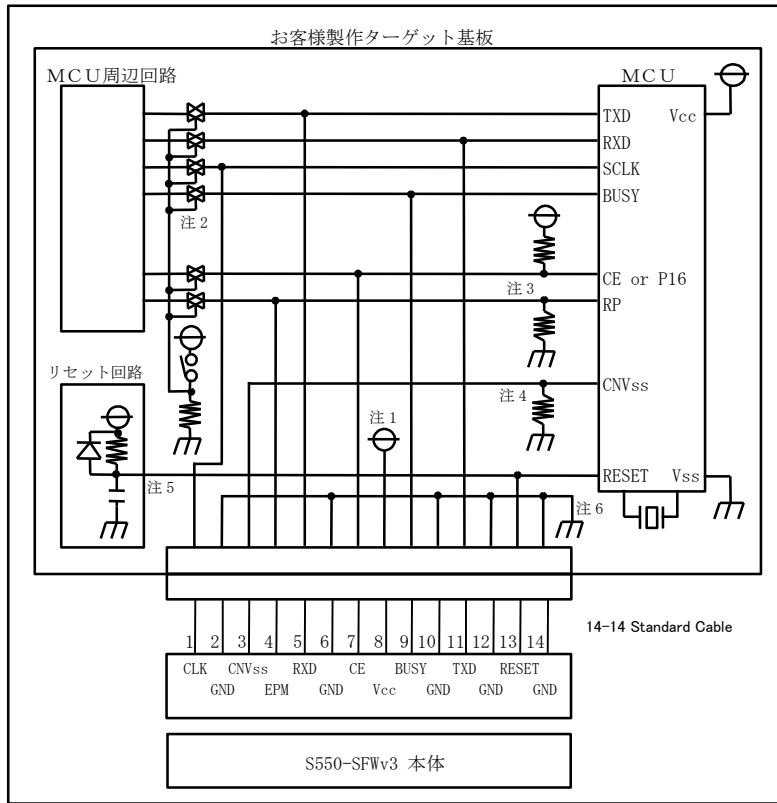 お客様製作ターゲット基板
MCU周辺回路
MCU
TXD
Vcc
RXD
SCLK
BUSY
注2
CE or P16
注3
RP
リセット回路
CNVss
注4
注1
RESET
Vss
注5
注6
14-14 Standard Cable
1 2 3 4 5 6 7 8 9 10 11 12 13 14
CLK CNVss RXD CE BUSY TXD RESET
GND EPM GND Vcc GND GND GND
S550-SFWv3 本体